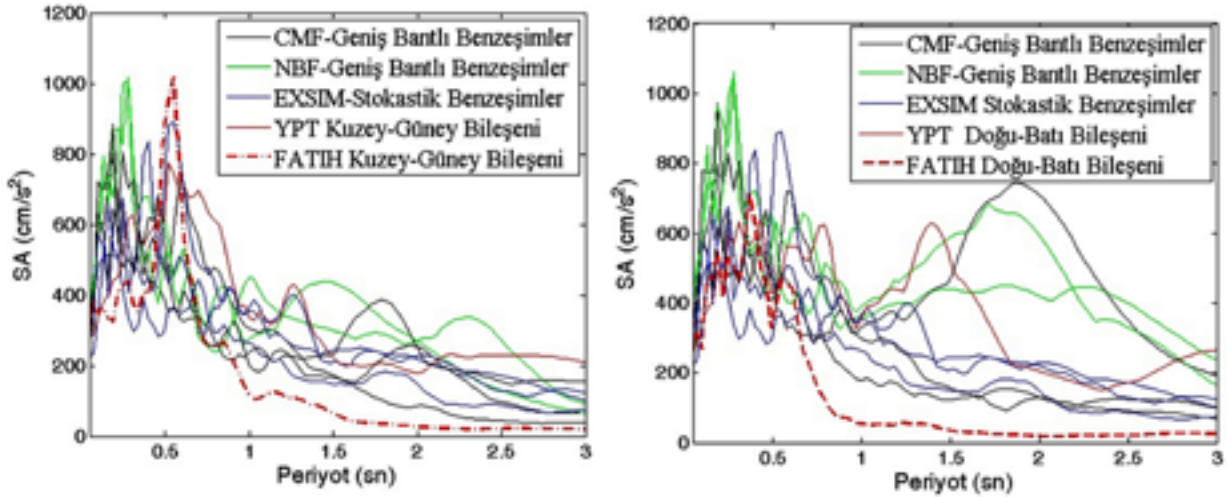 1200
1000
800
600
400
200
0
SA (cm/s²)
CMF-Geniş Bantlı Benzeşimler
NBF-Geniş Bantlı Benzeşimler
EXSIM-Stokastik Benzeşimler
YPT Kuzey-Güney Bileşeni
FATIH Kuzey-Güney Bileşeni
0.5 1 1.5 2 2.5 3
Periyot (sn)
1200
1000
800
600
400
200
0
SA (cm/s²)
CMF-Geniş Bantlı Benzeşimler
NBF-Geniş Bantlı Benzeşimler
EXSIM Stokastik Benzeşimler
YPT Doğu-Batı Bileşeni
FATIH Doğu-Batı Bileşeni
0.5 1 1.5 2 2.5 3
Periyot (sn)